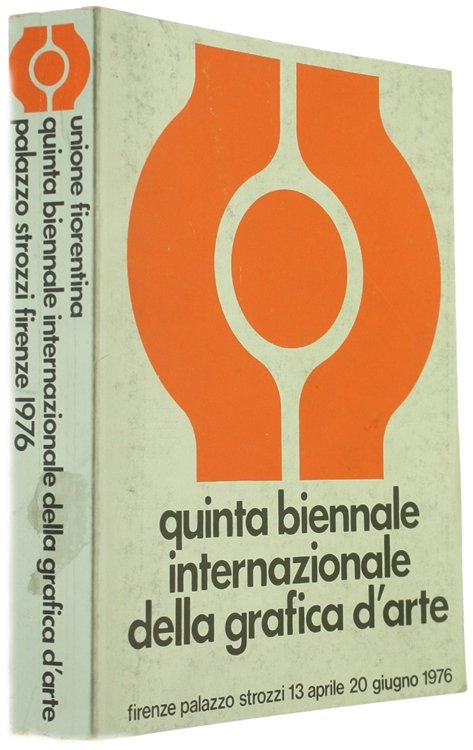 unione fiorentina
quinta biennale internazionale della grafica d'arte
palazzo strozzi firenze 1976
quinta biennale
internazionale
della grafica d'arte
firenze palazzo strozzi 13 aprile 20 giugno 1976